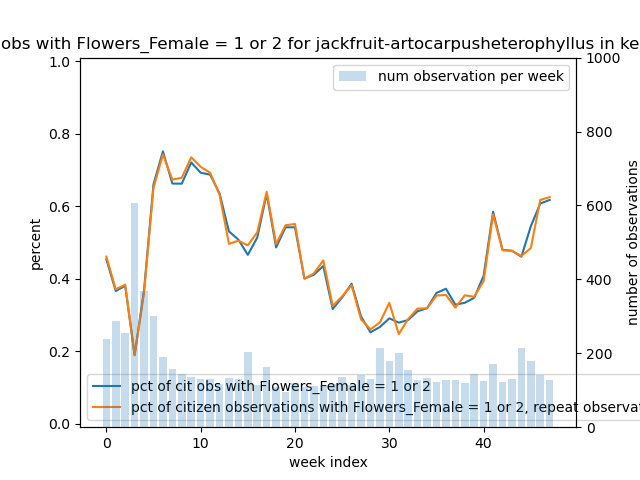 obs with Flowers_Female = 1 or 2 for jackfruit-artocarpusheterophyllus in ke
num observation per week
percent
1.0
0.8
0.6
0.4
0.2
0.0
1000
800
600
400
200
0
number of observations
pct of cit obs with Flowers_Female = 1 or 2
pct of citizen observations with Flowers_Female = 1 or 2, repeat observat
0 10 20 30 40
week index